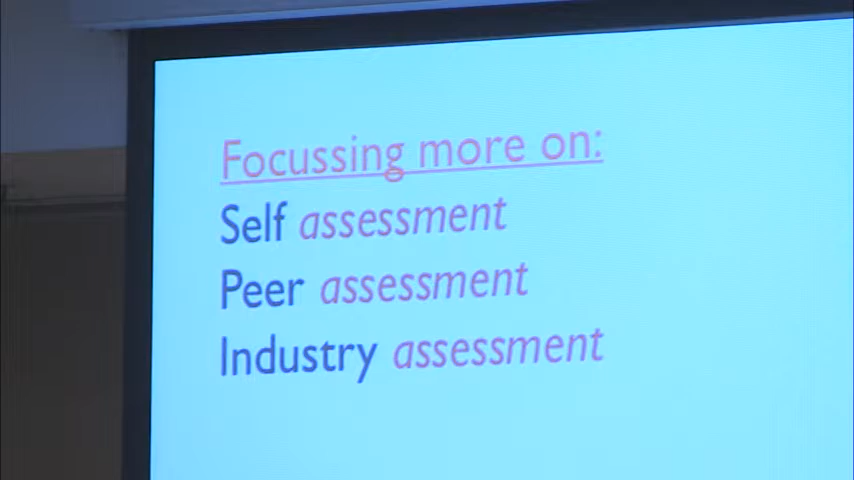 Focussing more on:
Self assessment
Peer assessment
Industry assessment